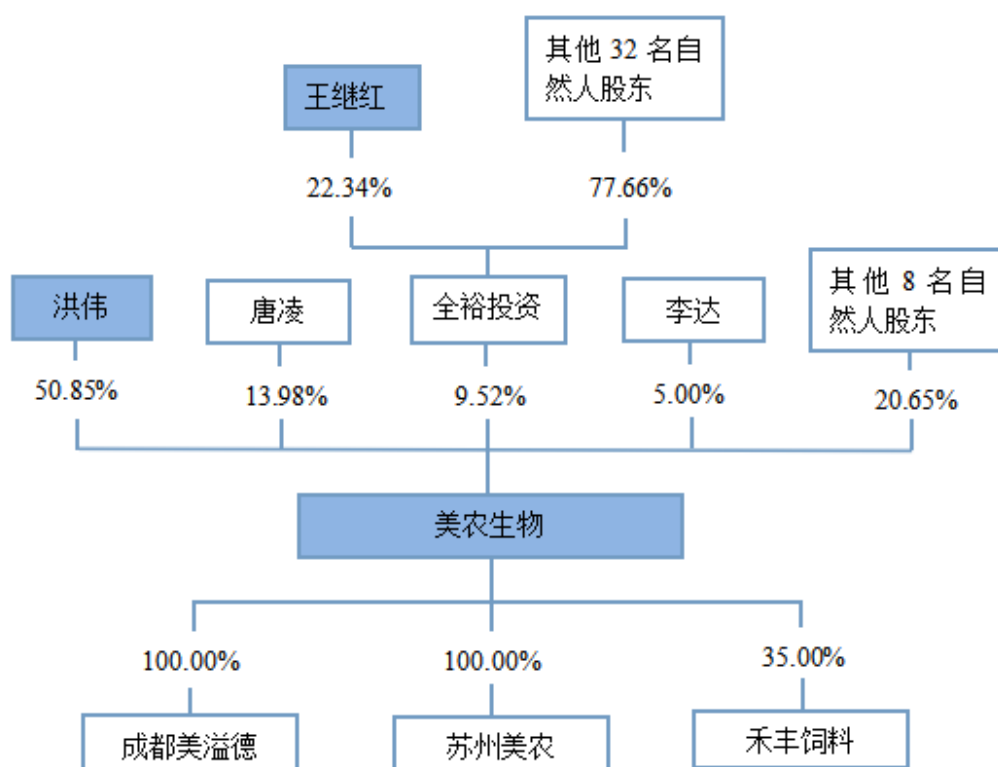 其他 32 名自
然人股东
王继红
22.34%
77.66%
洪伟
唐凌
全裕投资
李达
其他 8 名自
然人股东
50.85%
13.98%
9.52%
5.00%
20.65%
美农生物
100.00%
100.00%
35.00%
成都美溢德
苏州美农
禾丰饲料